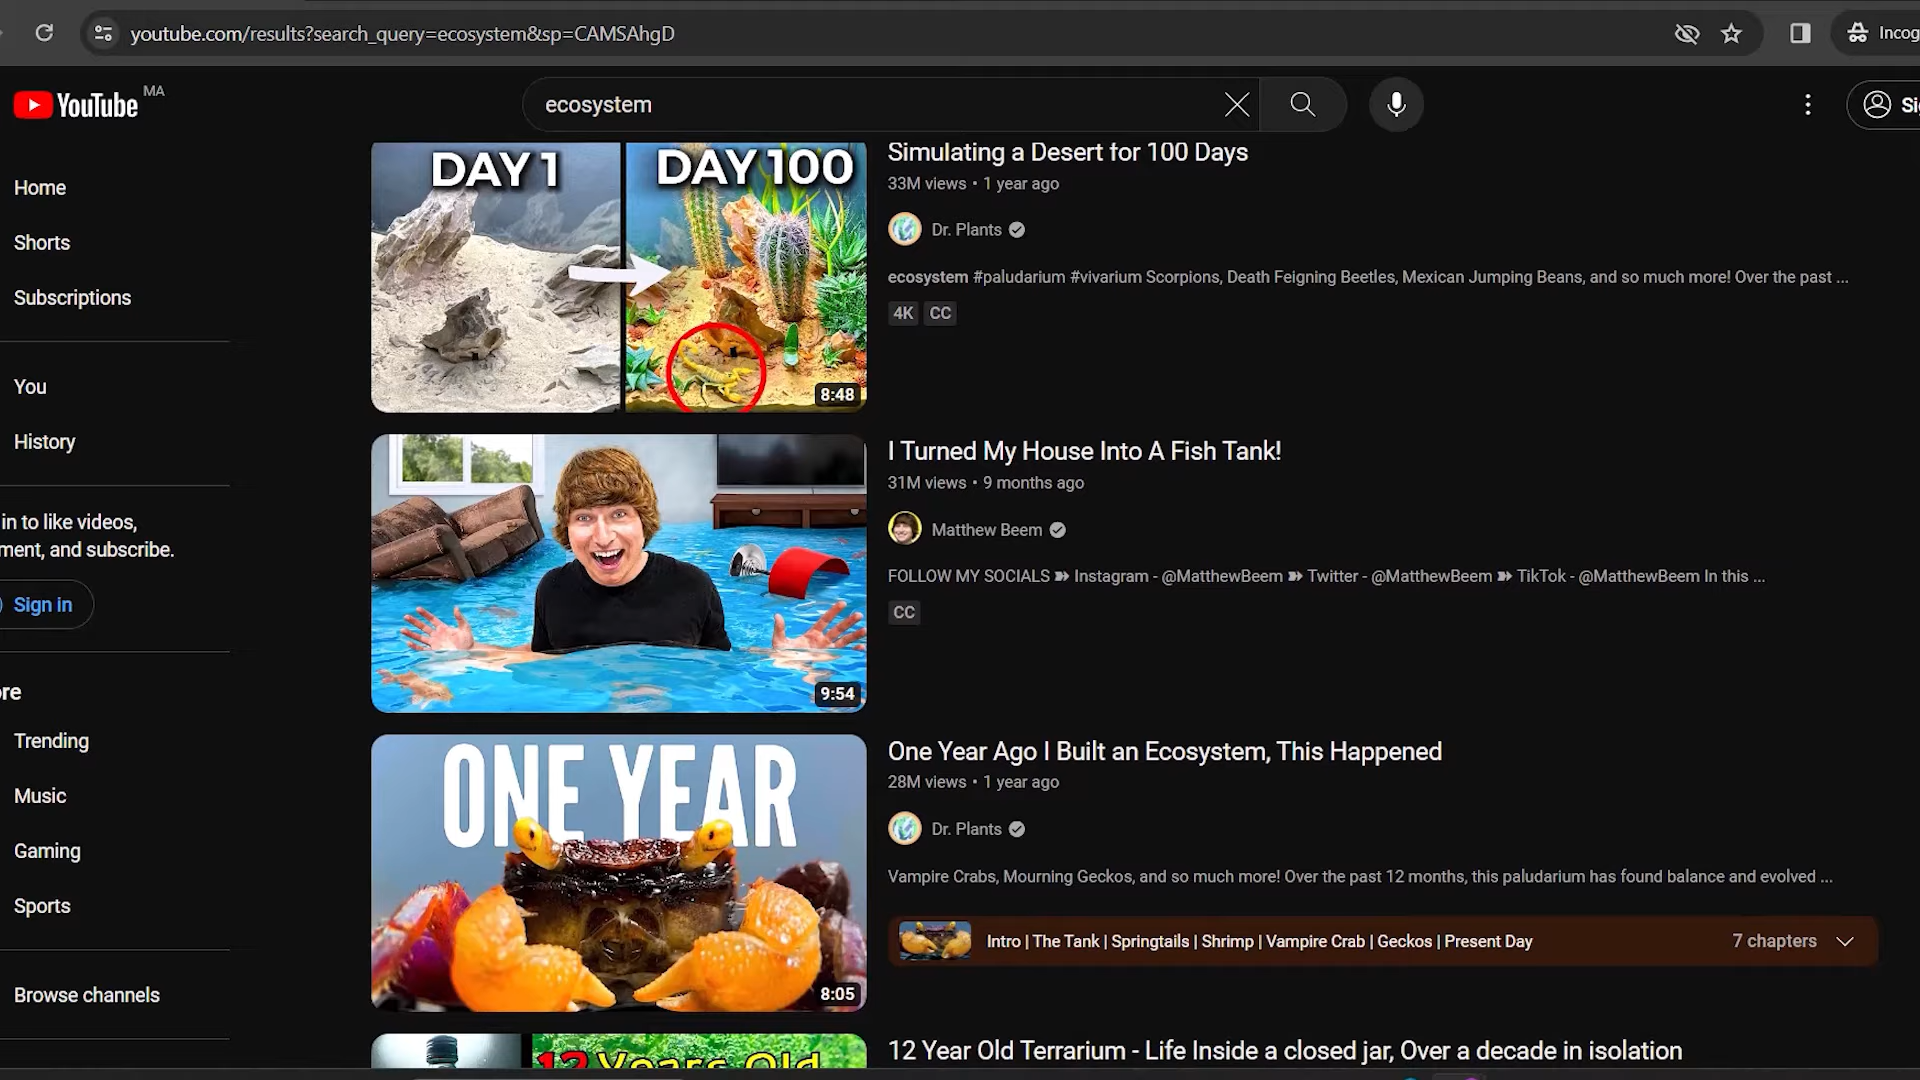 youtube.com/results?search_query=ecosystem&sp=CAMSAhgD
Incog
YouTube MA
ecosystem
Home
Shorts
Subscriptions
You
History
in to like videos,
ment, and subscribe.
Sign in
ore
Trending
Music
Gaming
Sports
Browse channels
DAY 1
DAY 100
8:48
Simulating a Desert for 100 Days
33M views • 1 year ago
Dr. Plants
ecosystem #paludarium #vivarium Scorpions, Death Feigning Beetles, Mexican Jumping Beans, and so much more! Over the past ...
4K CC
9:54
I Turned My House Into A Fish Tank!
31M views • 9 months ago
Matthew Beem
FOLLOW MY SOCIALS ➽ Instagram - @MatthewBeem ➽ Twitter - @MatthewBeem ➽ TikTok - @MatthewBeem In this ...
CC
ONE YEAR
8:05
One Year Ago I Built an Ecosystem, This Happened
28M views • 1 year ago
Dr. Plants
Vampire Crabs, Mourning Geckos, and so much more! Over the past 12 months, this paludarium has found balance and evolved ...
Intro | The Tank | Springtails | Shrimp | Vampire Crab | Geckos | Present Day
7 chapters
12 Years Old
12 Year Old Terrarium - Life Inside a closed jar, Over a decade in isolation